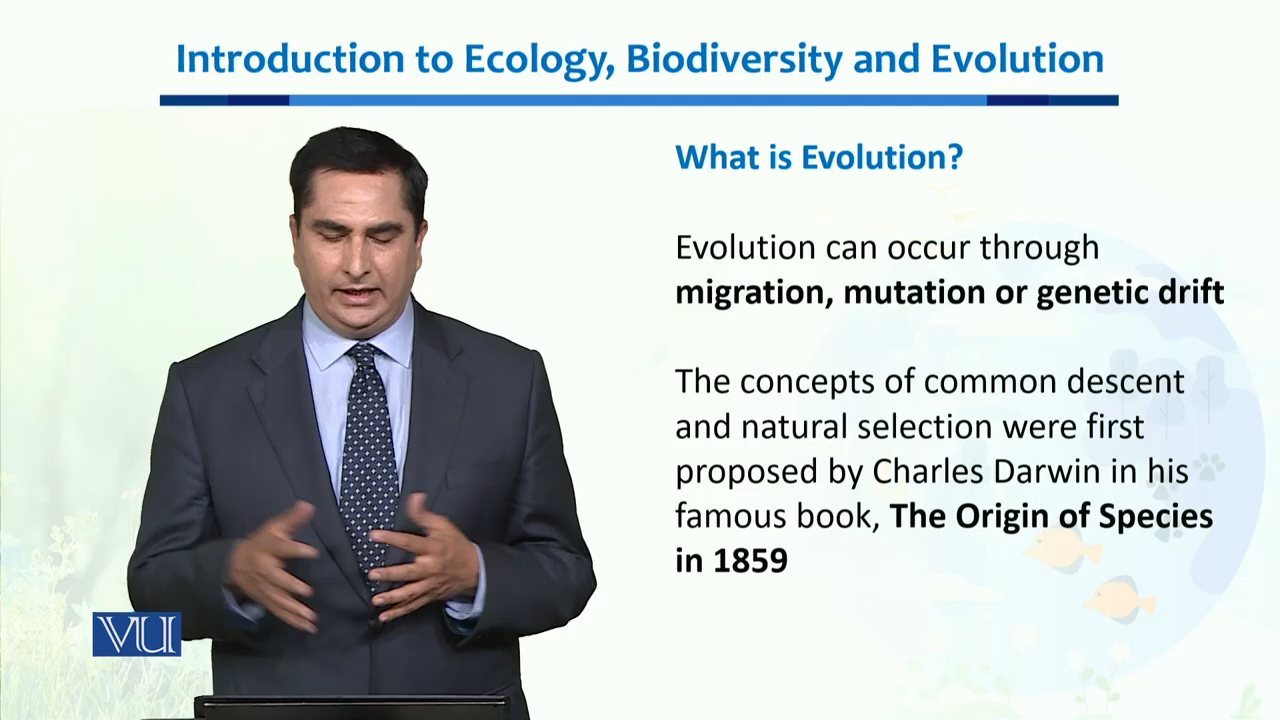 Introduction to Ecology, Biodiversity and Evolution
What is Evolution?
Evolution can occur through
migration, mutation or genetic drift
The concepts of common descent
and natural selection were first
proposed by Charles Darwin in his
famous book, The Origin of Species
in 1859
VU